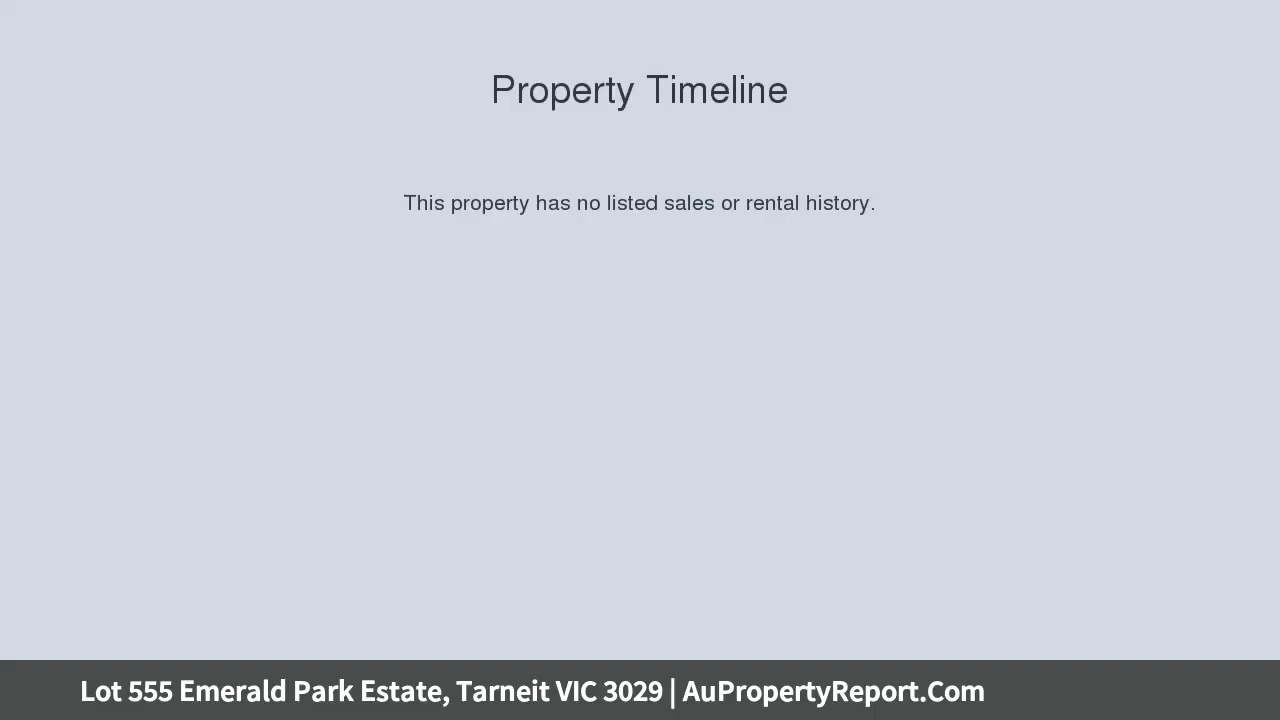 Property Timeline
This property has no listed sales or rental history.
Lot 555 Emerald Park Estate, Tarneit VIC 3029 | AuPropertyReport.Com